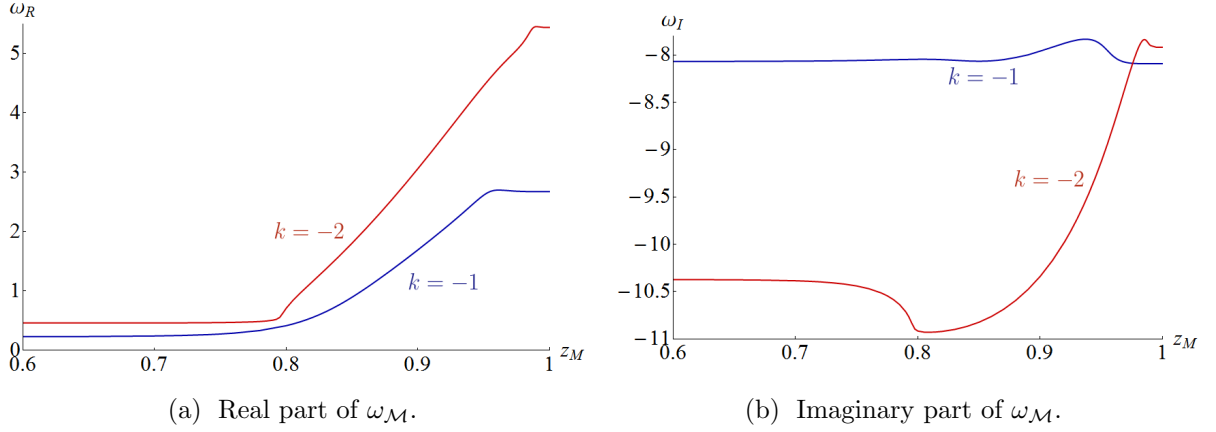 ω_R
5
4
3
2
1
0
0.6 0.7 0.8 0.9 1
z_M
k = −2
k = −1
(a) Real part of ω_ℳ.
ω_I
−8
−8.5
−9
−9.5
−10
−10.5
−11
0.6 0.7 0.8 0.9 1
z_M
k = −1
k = −2
(b) Imaginary part of ω_ℳ.